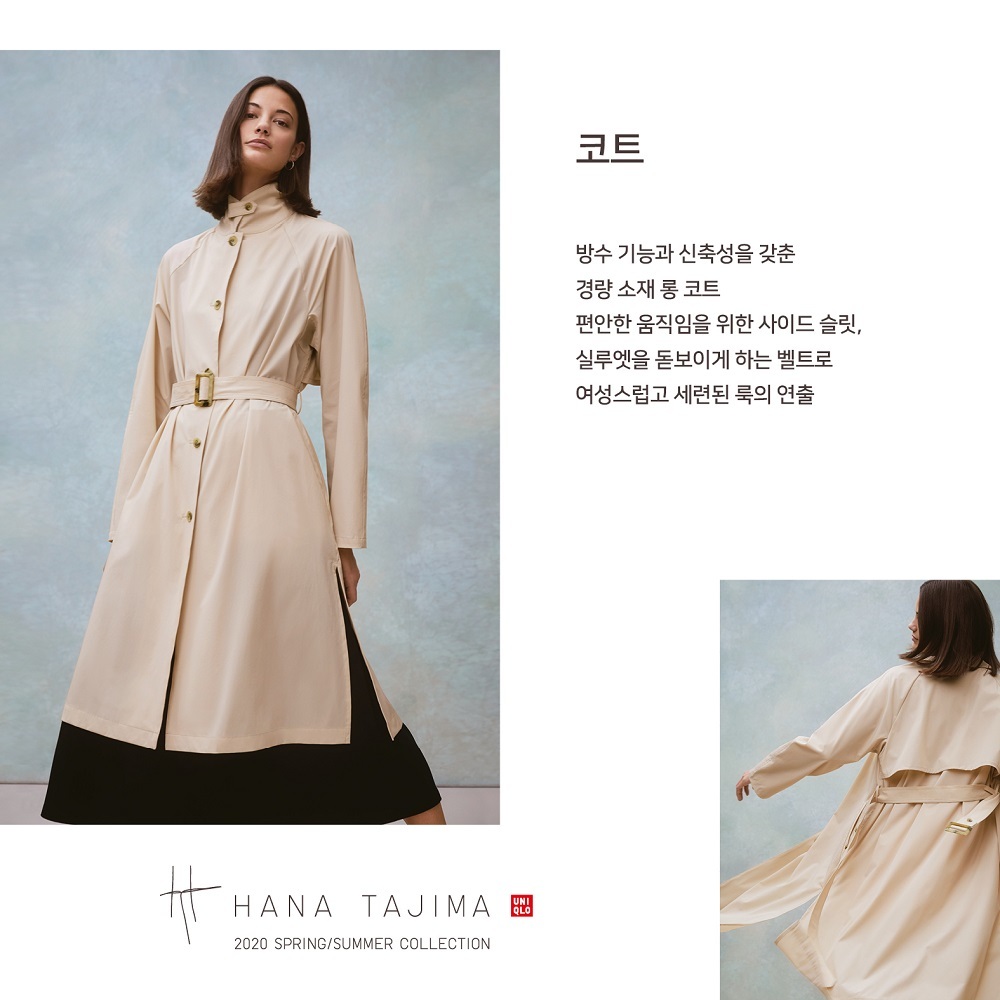 코트
방수 기능과 신축성을 갖춘
경량 소재 롱 코트
편안한 움직임을 위한 사이드 슬릿,
실루엣을 돋보이게 하는 벨트로
여성스럽고 세련된 룩의 연출
HT HANA TAJIMA UNI QLO
2020 SPRING/SUMMER COLLECTION